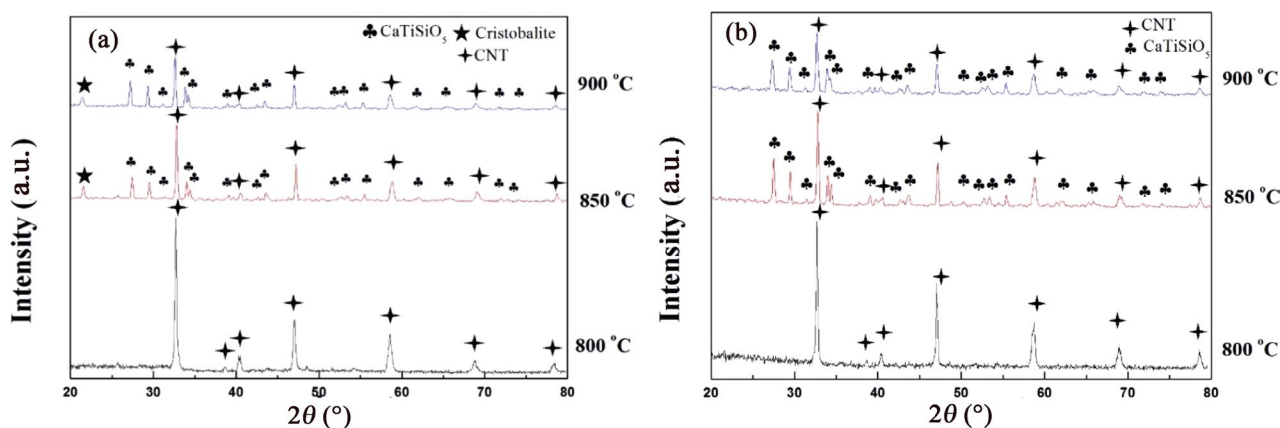 (a)
♣ CaTiSiO₅ ★ Cristobalite
✦ CNT
900 °C
850 °C
800 °C
Intensity ( a.u.)
20 30 40 50 60 70 80
2θ (°)
(b)
✦ CNT
♣ CaTiSiO₅
900 °C
850 °C
800 °C
Intensity (a.u.)
20 30 40 50 60 70 80
2θ (°)